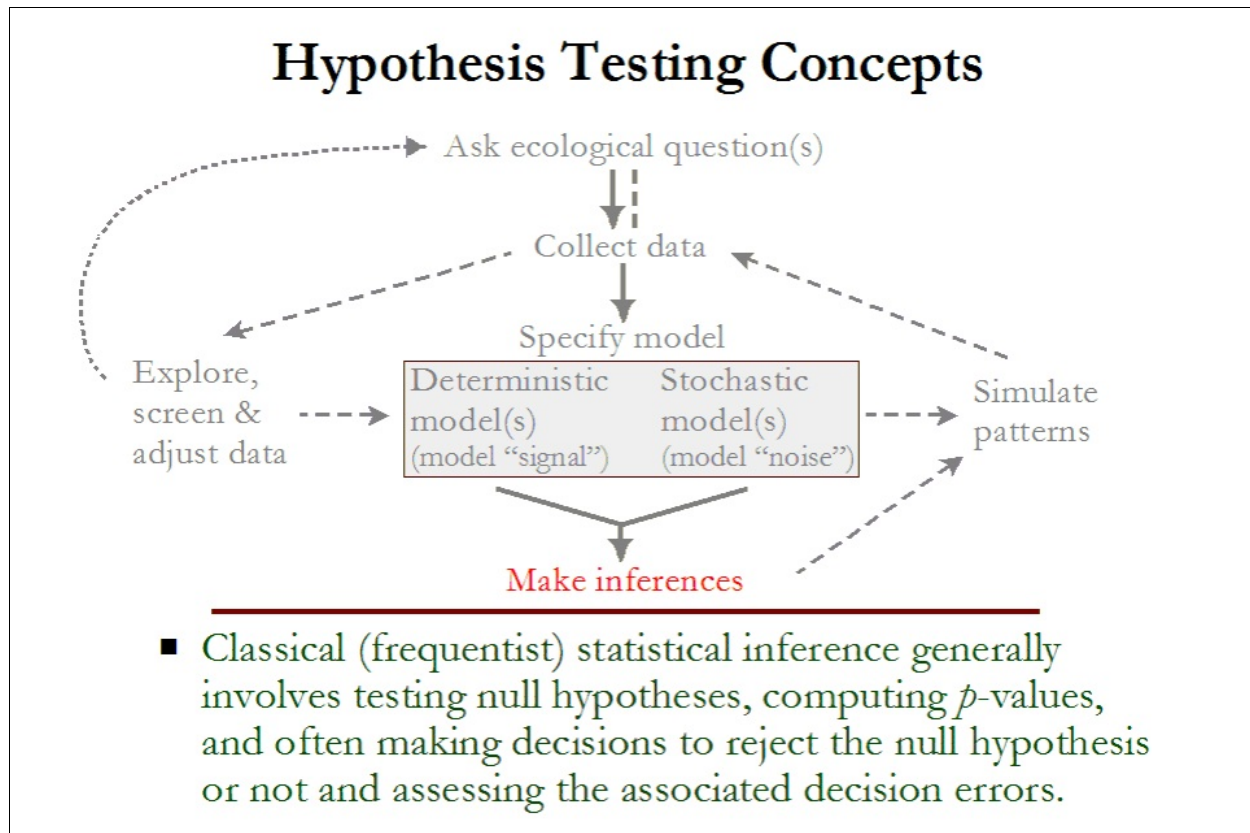 Hypothesis Testing Concepts
Ask ecological question(s)
Collect data
Specify model
Explore,
screen &
adjust data
Deterministic
model(s)
(model “signal”)
Stochastic
model(s)
(model “noise”)
Simulate
patterns
Make inferences
■ Classical (frequentist) statistical inference generally
involves testing null hypotheses, computing p-values,
and often making decisions to reject the null hypothesis
or not and assessing the associated decision errors.